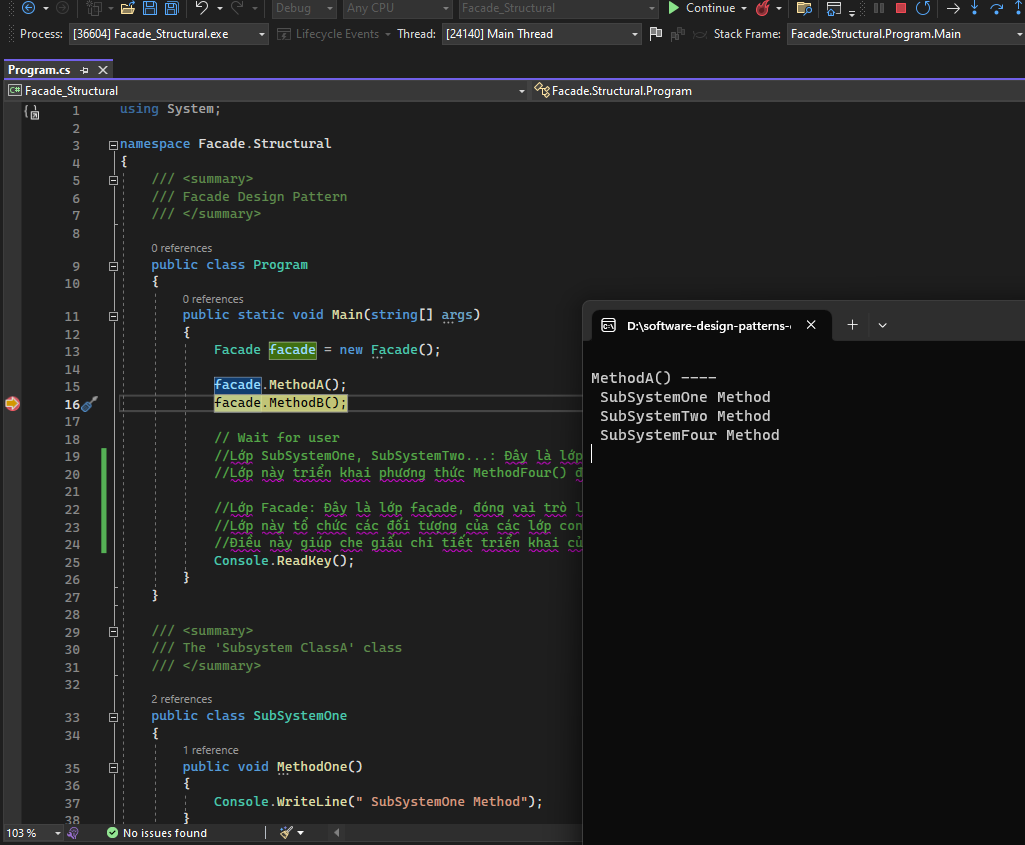 Debug Any CPU Facade_Structural Continue
Process: [36604] Facade_Structural.exe Lifecycle Events Thread: [24140] Main Thread Stack Frame: Facade.Structural.Program.Main
Program.cs
C# Facade_Structural Facade.Structural.Program
1 using System;
2
3 namespace Facade.Structural
4 {
5 /// <summary>
6 /// Facade Design Pattern
7 /// </summary>
8
0 references
9 public class Program
10 {
0 references
11 public static void Main(string[] args)
12 {
13 Facade facade = new Facade();
14
15 facade.MethodA();
16 facade.MethodB();
17
18 // Wait for user
19 //Lớp SubSystemOne, SubSystemTwo...: Đây là lớp
20 //Lớp này triển khai phương thức MethodFour() đ
21
22 //Lớp Facade: Đây là lớp façade, đóng vai trò l
23 //Lớp này tổ chức các đối tượng của các lớp con
24 //Điều này giúp che giấu chi tiết triển khai củ
25 Console.ReadKey();
26 }
27 }
28
29 /// <summary>
30 /// The 'Subsystem ClassA' class
31 /// </summary>
32
2 references
33 public class SubSystemOne
34 {
1 reference
35 public void MethodOne()
36 {
37 Console.WriteLine(" SubSystemOne Method");
38 }
103 % No issues found
D:\software-design-patterns-
MethodA() ----
SubSystemOne Method
SubSystemTwo Method
SubSystemFour Method